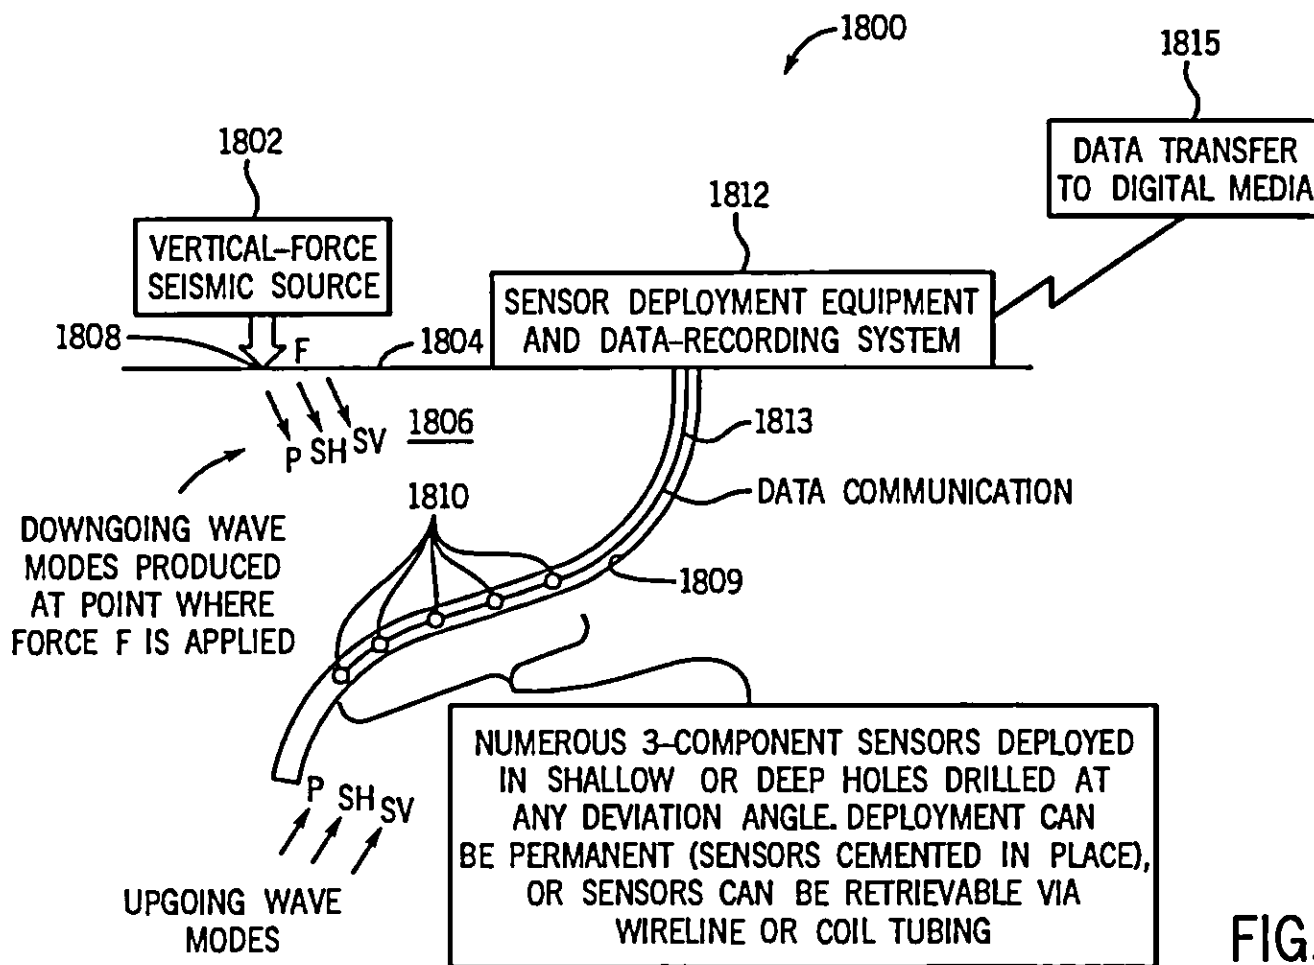 1800
1815
DATA TRANSFER
TO DIGITAL MEDIA
1802
VERTICAL-FORCE
SEISMIC SOURCE
1812
SENSOR DEPLOYMENT EQUIPMENT
AND DATA-RECORDING SYSTEM
1808
F
1804
P SH SV
1806
1813
DATA COMMUNICATION
1810
1809
DOWNGOING WAVE
MODES PRODUCED
AT POINT WHERE
FORCE F IS APPLIED
P SH SV
UPGOING WAVE
MODES
NUMEROUS 3-COMPONENT SENSORS DEPLOYED
IN SHALLOW OR DEEP HOLES DRILLED AT
ANY DEVIATION ANGLE. DEPLOYMENT CAN
BE PERMANENT (SENSORS CEMENTED IN PLACE),
OR SENSORS CAN BE RETRIEVABLE VIA
WIRELINE OR COIL TUBING
FIG.